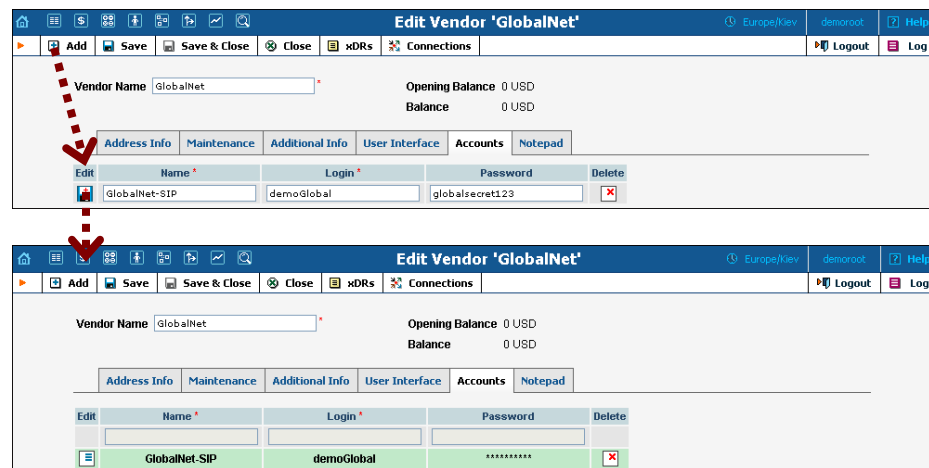 Edit Vendor 'GlobalNet' Europe/Kiev demoroot ? Help
Add Save Save & Close Close xDRs Connections Logout Log
Vendor Name GlobalNet * Opening Balance 0 USD
Balance 0 USD
Address Info Maintenance Additional Info User Interface Accounts Notepad
Edit Name * Login * Password Delete
GlobalNet-SIP demoGlobal globalsecret123
Edit Vendor 'GlobalNet' Europe/Kiev demoroot ? Help
Add Save Save & Close Close xDRs Connections Logout Log
Vendor Name GlobalNet * Opening Balance 0 USD
Balance 0 USD
Address Info Maintenance Additional Info User Interface Accounts Notepad
Edit Name * Login * Password Delete
GlobalNet-SIP demoGlobal **********